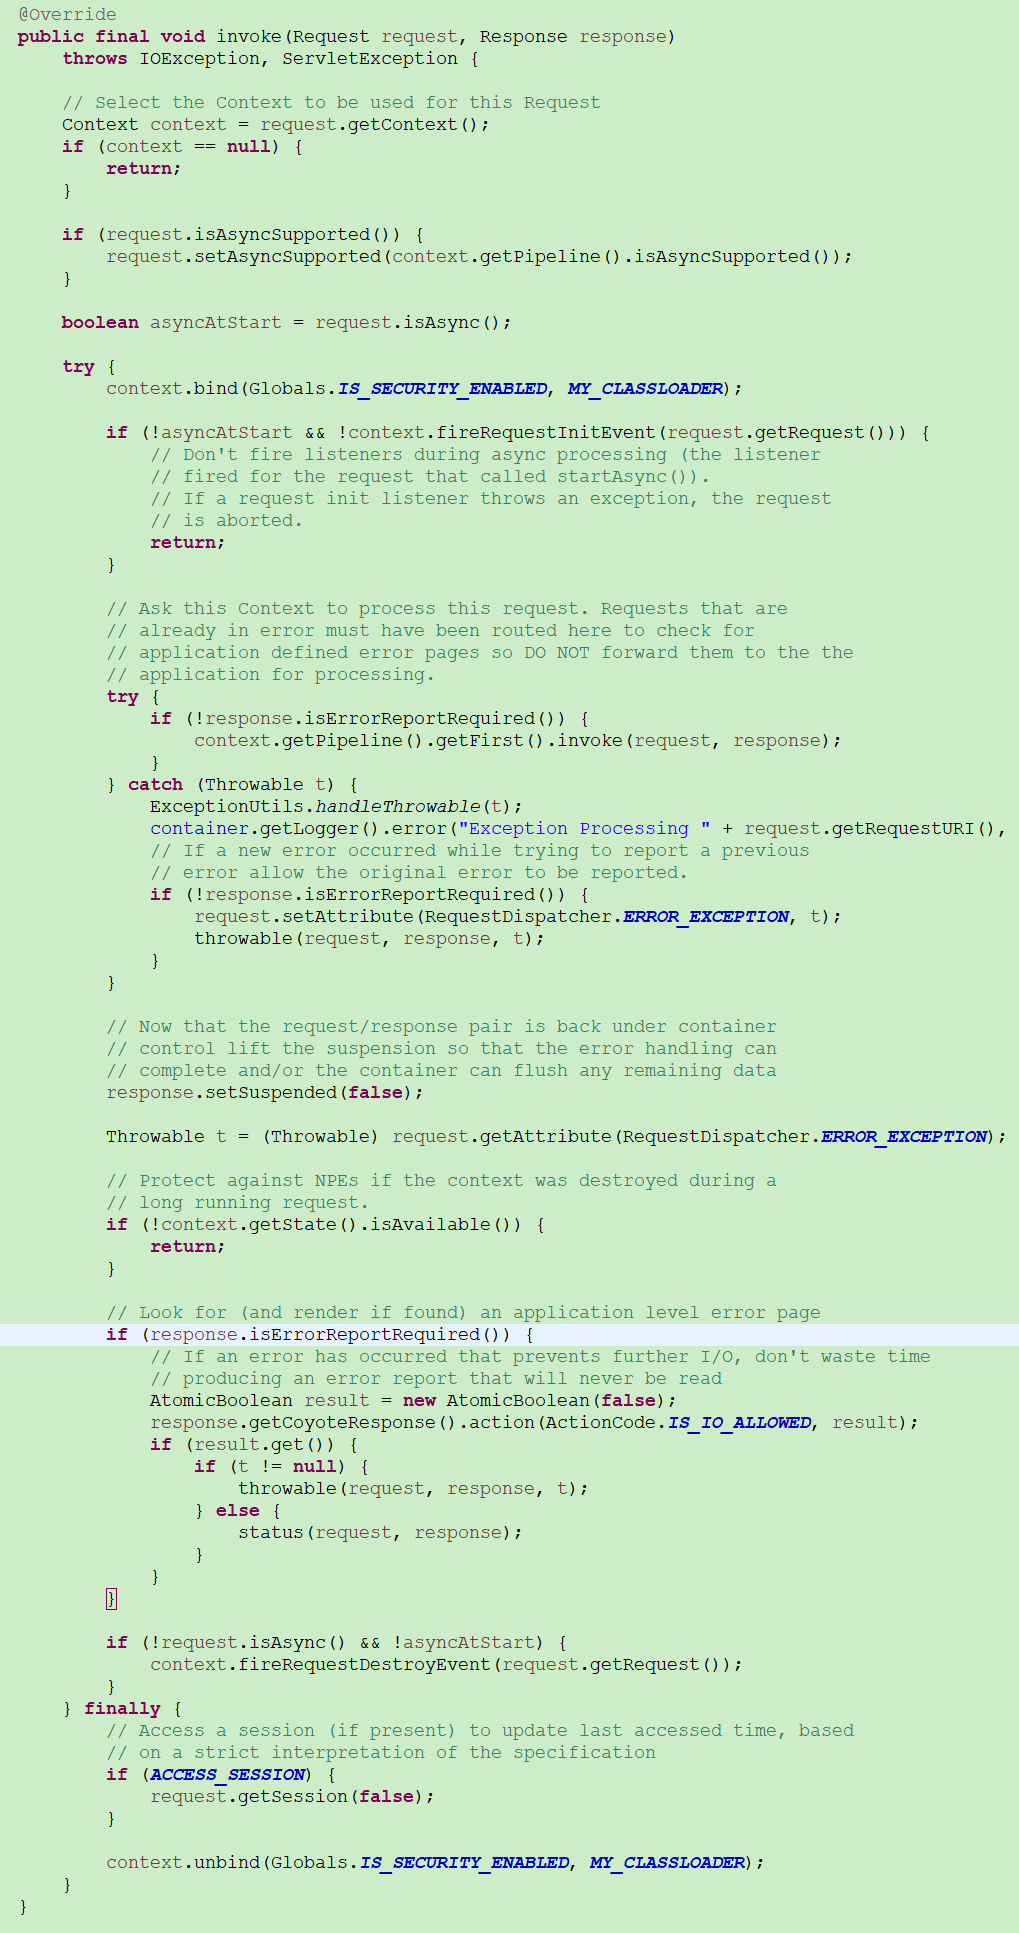 @Override
public final void invoke(Request request, Response response)
    throws IOException, ServletException {

    // Select the Context to be used for this Request
    Context context = request.getContext();
    if (context == null) {
        return;
    }

    if (request.isAsyncSupported()) {
        request.setAsyncSupported(context.getPipeline().isAsyncSupported());
    }

    boolean asyncAtStart = request.isAsync();

    try {
        context.bind(Globals.IS_SECURITY_ENABLED, MY_CLASSLOADER);

        if (!asyncAtStart && !context.fireRequestInitEvent(request.getRequest())) {
            // Don't fire listeners during async processing (the listener
            // fired for the request that called startAsync()).
            // If a request init listener throws an exception, the request
            // is aborted.
            return;
        }

        // Ask this Context to process this request. Requests that are
        // already in error must have been routed here to check for
        // application defined error pages so DO NOT forward them to the the
        // application for processing.
        try {
            if (!response.isErrorReportRequired()) {
                context.getPipeline().getFirst().invoke(request, response);
            }
        } catch (Throwable t) {
            ExceptionUtils.handleThrowable(t);
            container.getLogger().error("Exception Processing " + request.getRequestURI(),
            // If a new error occurred while trying to report a previous
            // error allow the original error to be reported.
            if (!response.isErrorReportRequired()) {
                request.setAttribute(RequestDispatcher.ERROR_EXCEPTION, t);
                throwable(request, response, t);
            }
        }

        // Now that the request/response pair is back under container
        // control lift the suspension so that the error handling can
        // complete and/or the container can flush any remaining data
        response.setSuspended(false);

        Throwable t = (Throwable) request.getAttribute(RequestDispatcher.ERROR_EXCEPTION);

        // Protect against NPEs if the context was destroyed during a
        // long running request.
        if (!context.getState().isAvailable()) {
            return;
        }

        // Look for (and render if found) an application level error page
        if (response.isErrorReportRequired()) {
            // If an error has occurred that prevents further I/O, don't waste time
            // producing an error report that will never be read
            AtomicBoolean result = new AtomicBoolean(false);
            response.getCoyoteResponse().action(ActionCode.IS_IO_ALLOWED, result);
            if (result.get()) {
                if (t != null) {
                    throwable(request, response, t);
                } else {
                    status(request, response);
                }
            }
        }

        if (!request.isAsync() && !asyncAtStart) {
            context.fireRequestDestroyEvent(request.getRequest());
        }
    } finally {
        // Access a session (if present) to update last accessed time, based
        // on a strict interpretation of the specification
        if (ACCESS_SESSION) {
            request.getSession(false);
        }

        context.unbind(Globals.IS_SECURITY_ENABLED, MY_CLASSLOADER);
    }
}